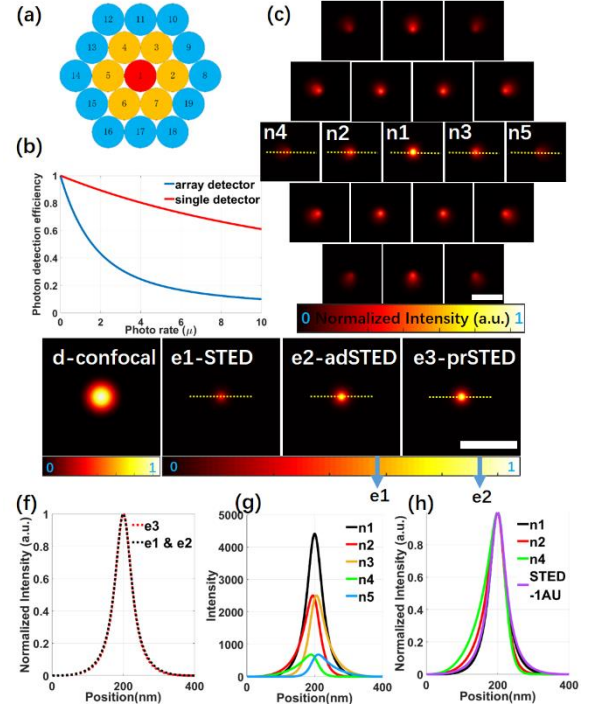 (a)
12 11 10
13 4 3 9
14 5 1 2 8
15 6 7 19
16 17 18
(b)
Photon detection efficiency
1
0.8
0.6
0.4
0.2
0
array detector
single detector
0 2 4 6 8 10
Photo rate (μ)
(c)
n4 n2 n1 n3 n5
0 Normalized Intensity (a.u.) 1
d-confocal e1-STED e2-adSTED e3-prSTED
0 1 0 1
e1 e2
(f)
Normalized Intensity (a.u.)
1
0.8
0.6
0.4
0.2
0
e3
e1 & e2
0 200 400
Position(nm)
(g)
Intensity
5000
4000
3000
2000
1000
0
n1
n2
n3
n4
n5
0 200 400
Position(nm)
(h)
Normalized Intensity (a.u.)
1
0.8
0.6
0.4
0.2
0
n1
n2
n4
STED
-1AU
0 200 400
Position(nm)